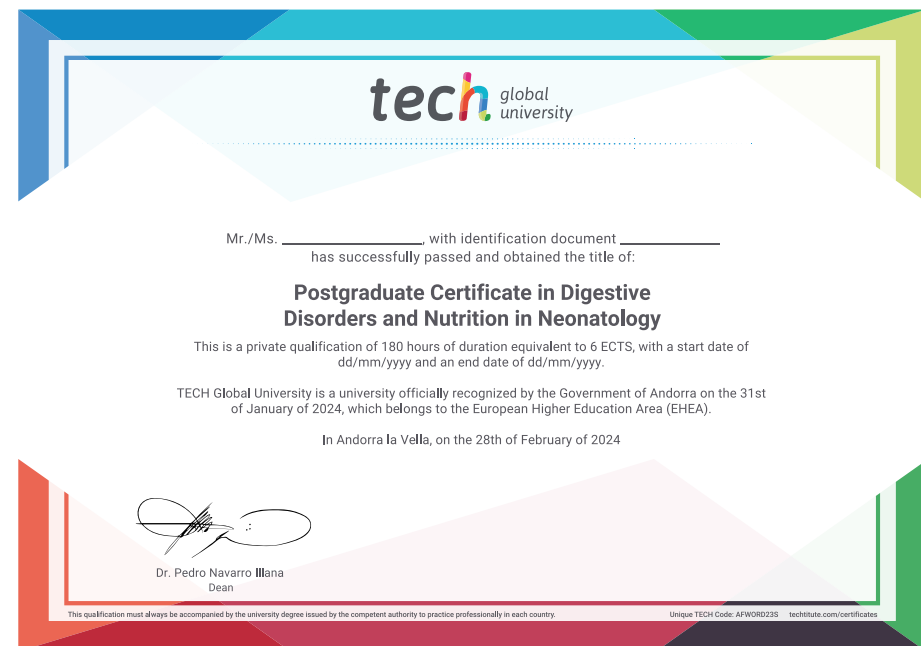 tech global
university
Mr./Ms. ____________, with identification document ____________
has successfully passed and obtained the title of:
Postgraduate Certificate in Digestive
Disorders and Nutrition in Neonatology
This is a private qualification of 180 hours of duration equivalent to 6 ECTS, with a start date of
dd/mm/yyyy and an end date of dd/mm/yyyy.
TECH Global University is a university officially recognized by the Government of Andorra on the 31st
of January of 2024, which belongs to the European Higher Education Area (EHEA).
In Andorra la Vella, on the 28th of February of 2024
Dr. Pedro Navarro Illana
Dean
This qualification must always be accompanied by the university degree issued by the competent authority to practice professionally in each country.
Unique TECH Code: AFWORD23S techtitute.com/certificates